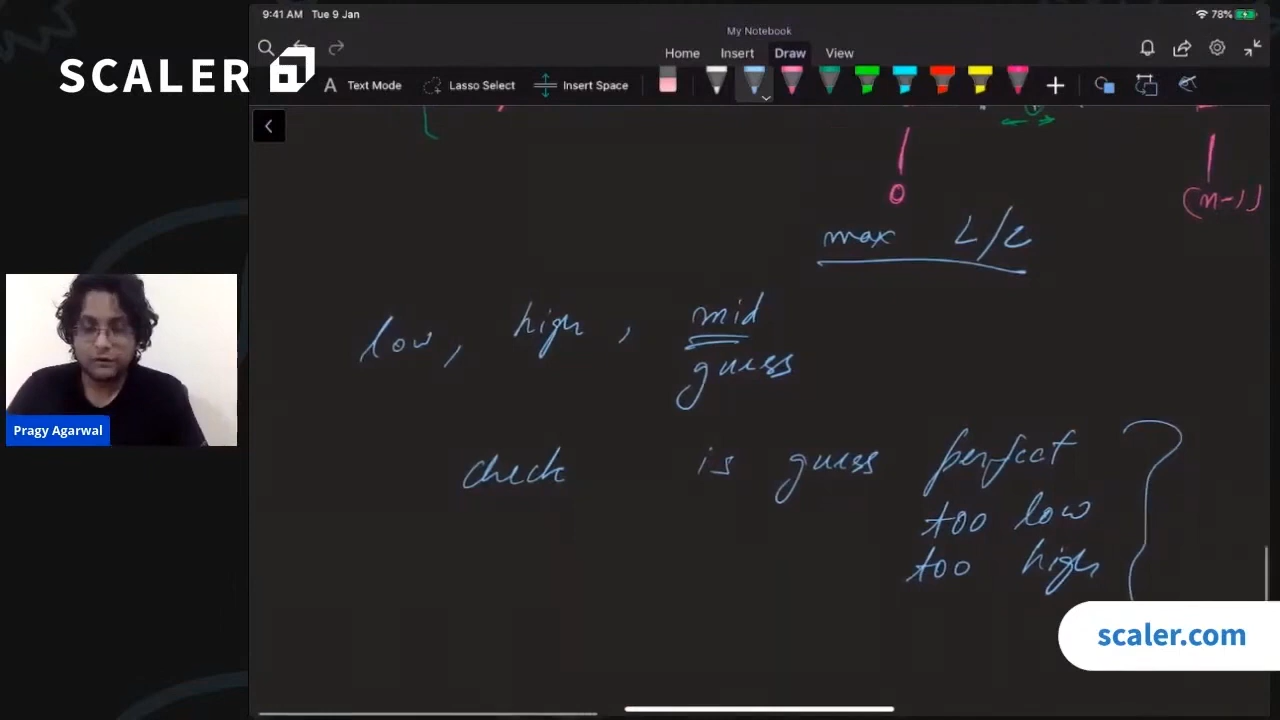 9:41 AM Tue 9 Jan
78%
My Notebook
SCALER
Home Insert Draw View
A Text Mode Lasso Select Insert Space
0
(n-1)
max L/2
low, high, mid
guess
check is guess perfect
too low
too high
Pragy Agarwal
scaler.com